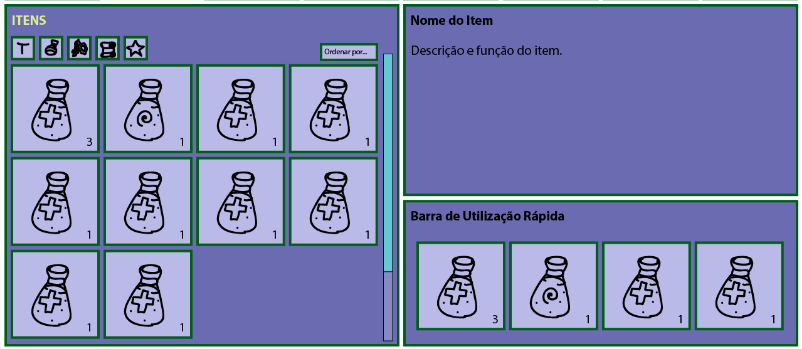 ITENS
T
Ordenar por...
3
1
1
1
1
1
1
1
1
1
Nome do Item
Descrição e função do item.
Barra de Utilização Rápida
3
1
1
1